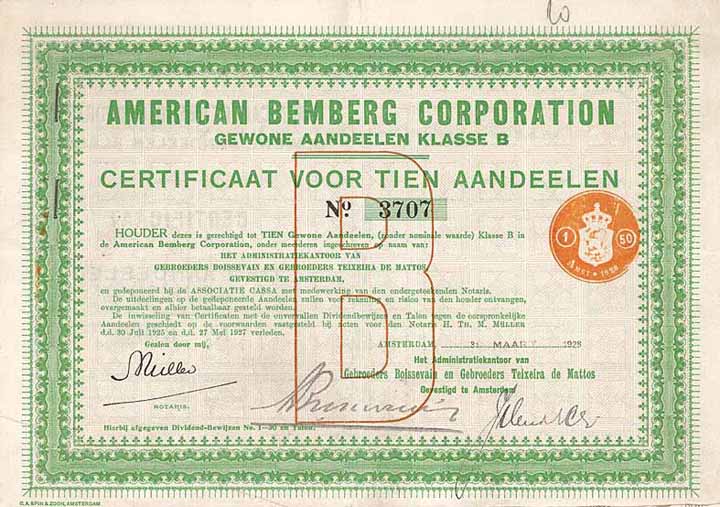 AMERICAN BEMBERG CORPORATION
GEWONE AANDEELEN KLASSE B
CERTIFICAAT VOOR TIEN AANDEELEN
No. 3707
B
HOUDER dezes is gerechtigd tot TIEN Gewone Aandeelen, (zonder nominale waarde) Klasse B in
de American Bemberg Corporation, onder meerderen ingeschreven op naam van:
HET ADMINISTRATIEKANTOOR VAN
GEBROEDERS BOISSEVAIN EN GEBROEDERS TEIXEIRA DE MATTOS
GEVESTIGD TE AMSTERDAM,
en gedeponeerd bij de ASSOCIATIE CASSA met medewerking van den ondergeteekenden Notaris.
De uitdeelingen op de gedeponeerde Aandeelen zullen voor rekening en risico van den houder ontvangen,
overgemaakt en alhier betaalbaar gesteld worden.
De inwisseling van Certificaten met de onvervallen Dividendbewijzen en Talons tegen de oorspronkelijke
Aandeelen geschiedt op de voorwaarden vastgesteld bij acten voor den Notaris H. TH. M. MÜLLER
d.d. 30 Juli 1925 en d.d. 27 Mei 1927 verleden.
1 50
AMST • 1928
Gezien door mij,
AMSTERDAM, MAART 1928
Het Administratiekantoor van
Gebroeders Boissevain en Gebroeders Teixeira de Mattos
Gevestigd te Amsterdam
Müller
NOTARIS.
Hierbij afgegeven Dividend-Bewijzen No. 1-30 en Talon.
C.A. SPIN & ZOON, AMSTERDAM